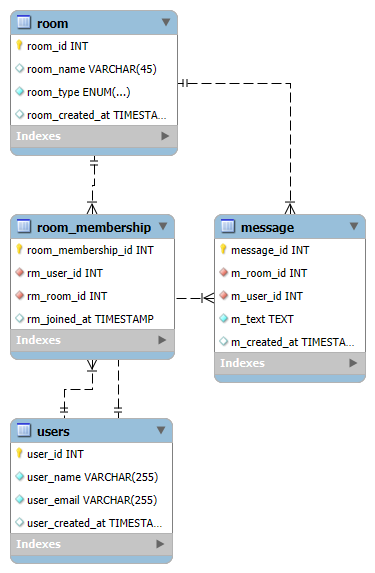 room
room_id INT
room_name VARCHAR(45)
room_type ENUM(...)
room_created_at TIMESTA...
Indexes
room_membership
room_membership_id INT
rm_user_id INT
rm_room_id INT
rm_joined_at TIMESTAMP
Indexes
message
message_id INT
m_room_id INT
m_user_id INT
m_text TEXT
m_created_at TIMESTA...
Indexes
users
user_id INT
user_name VARCHAR(255)
user_email VARCHAR(255)
user_created_at TIMESTA...
Indexes